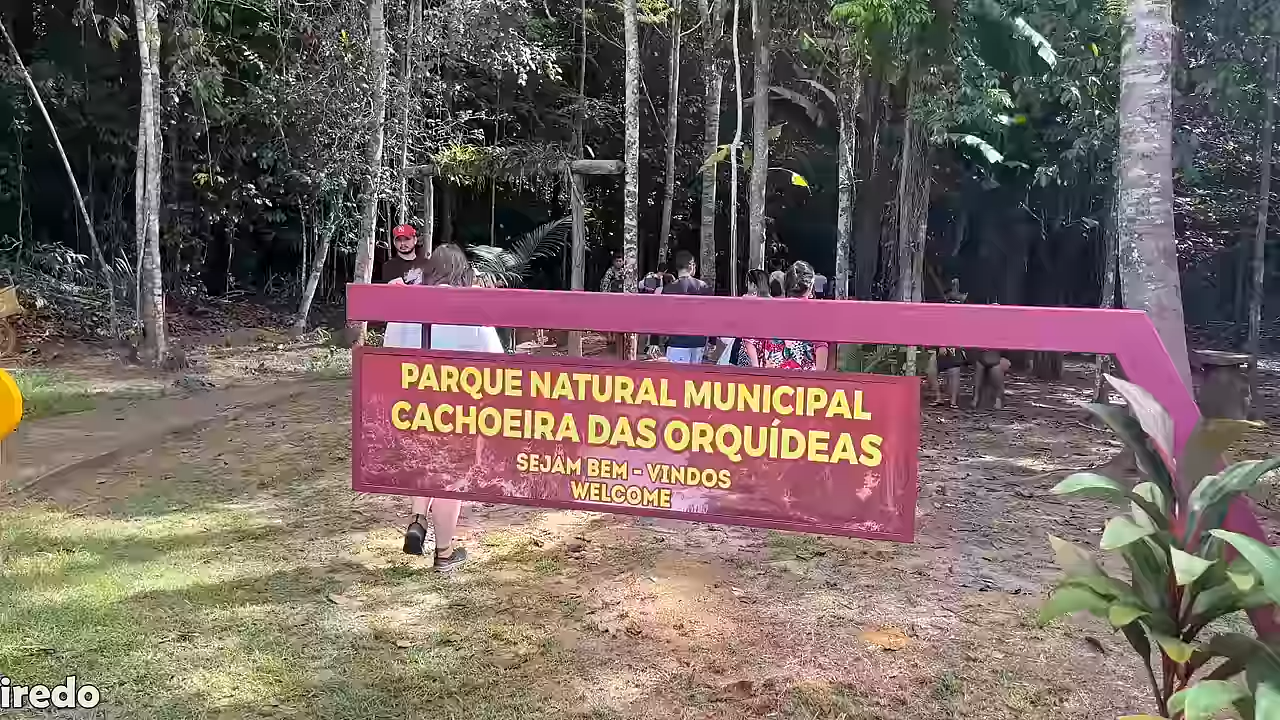 PARQUE NATURAL MUNICIPAL
CACHOEIRA DAS ORQUÍDEAS
SEJAM BEM - VINDOS
WELCOME
iredo